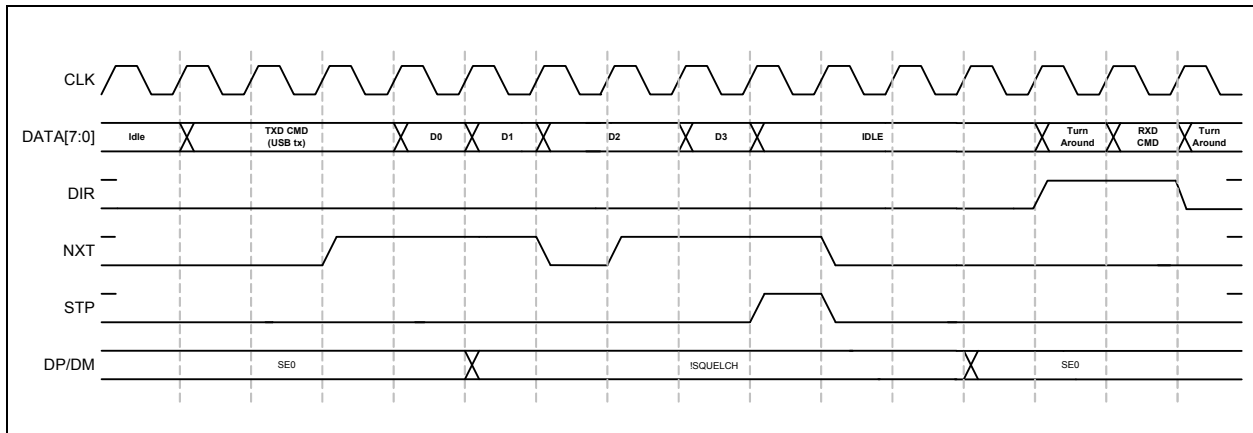 CLK
DATA[7:0]
Idle
TXD CMD
(USB tx)
D0
D1
D2
D3
IDLE
Turn
Around
RXD
CMD
Turn
Around
DIR
NXT
STP
DP/DM
SE0
!SQUELCH
SE0